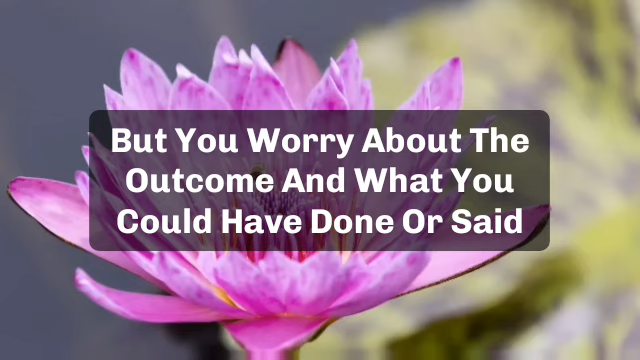 But You Worry About The
Outcome And What You
Could Have Done Or Said